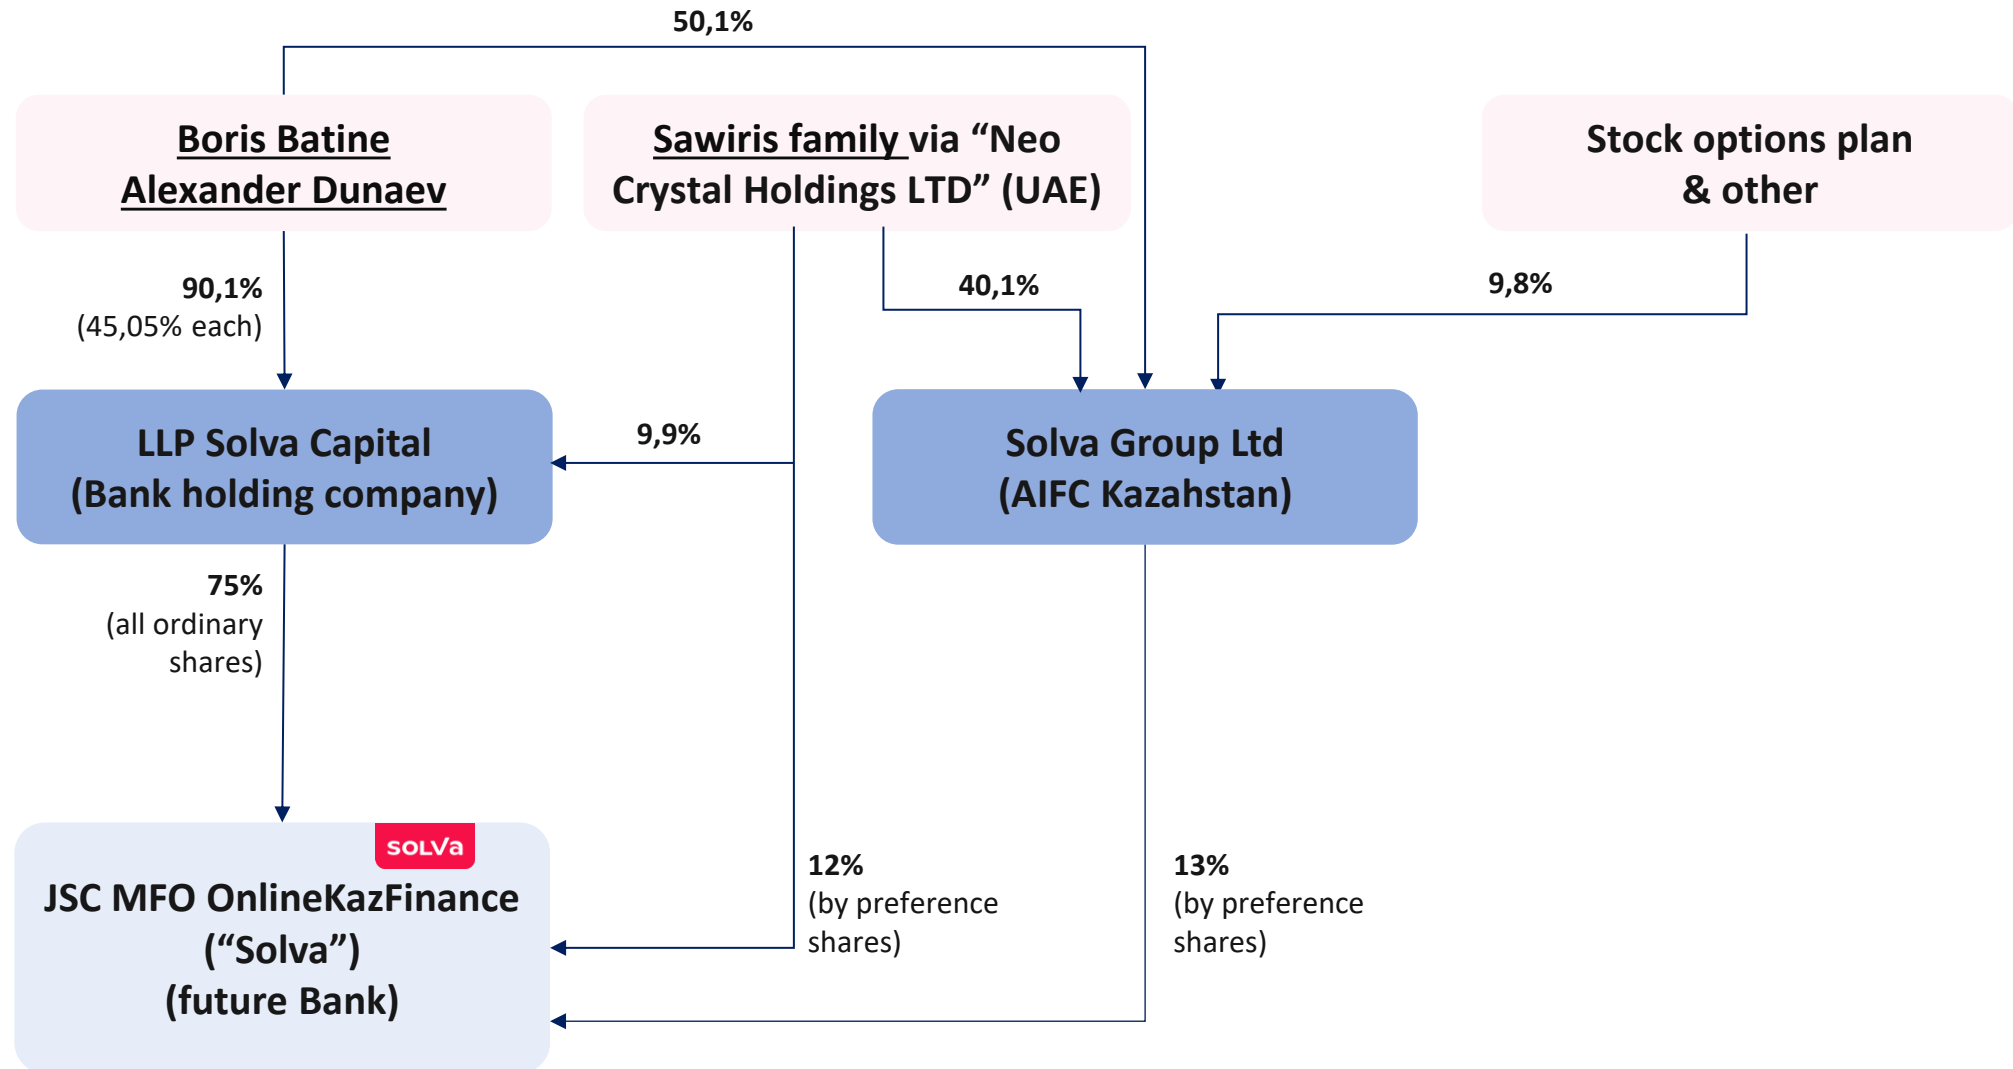 50,1%
Boris Batine
Alexander Dunaev
Sawiris family via “Neo
Crystal Holdings LTD” (UAE)
Stock options plan
& other
90,1%
(45,05% each)
40,1%
9,8%
LLP Solva Capital
(Bank holding company)
9,9%
Solva Group Ltd
(AIFC Kazahstan)
75%
(all ordinary
shares)
solva
JSC MFO OnlineKazFinance
(“Solva”)
(future Bank)
12%
(by preference
shares)
13%
(by preference
shares)